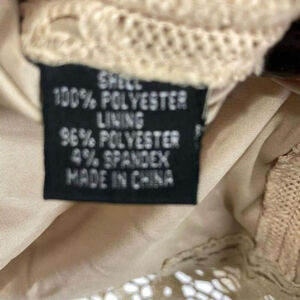 SHELL
100% POLYESTER
LINING
96% POLYESTER
4% SPANDEX
MADE IN CHINA